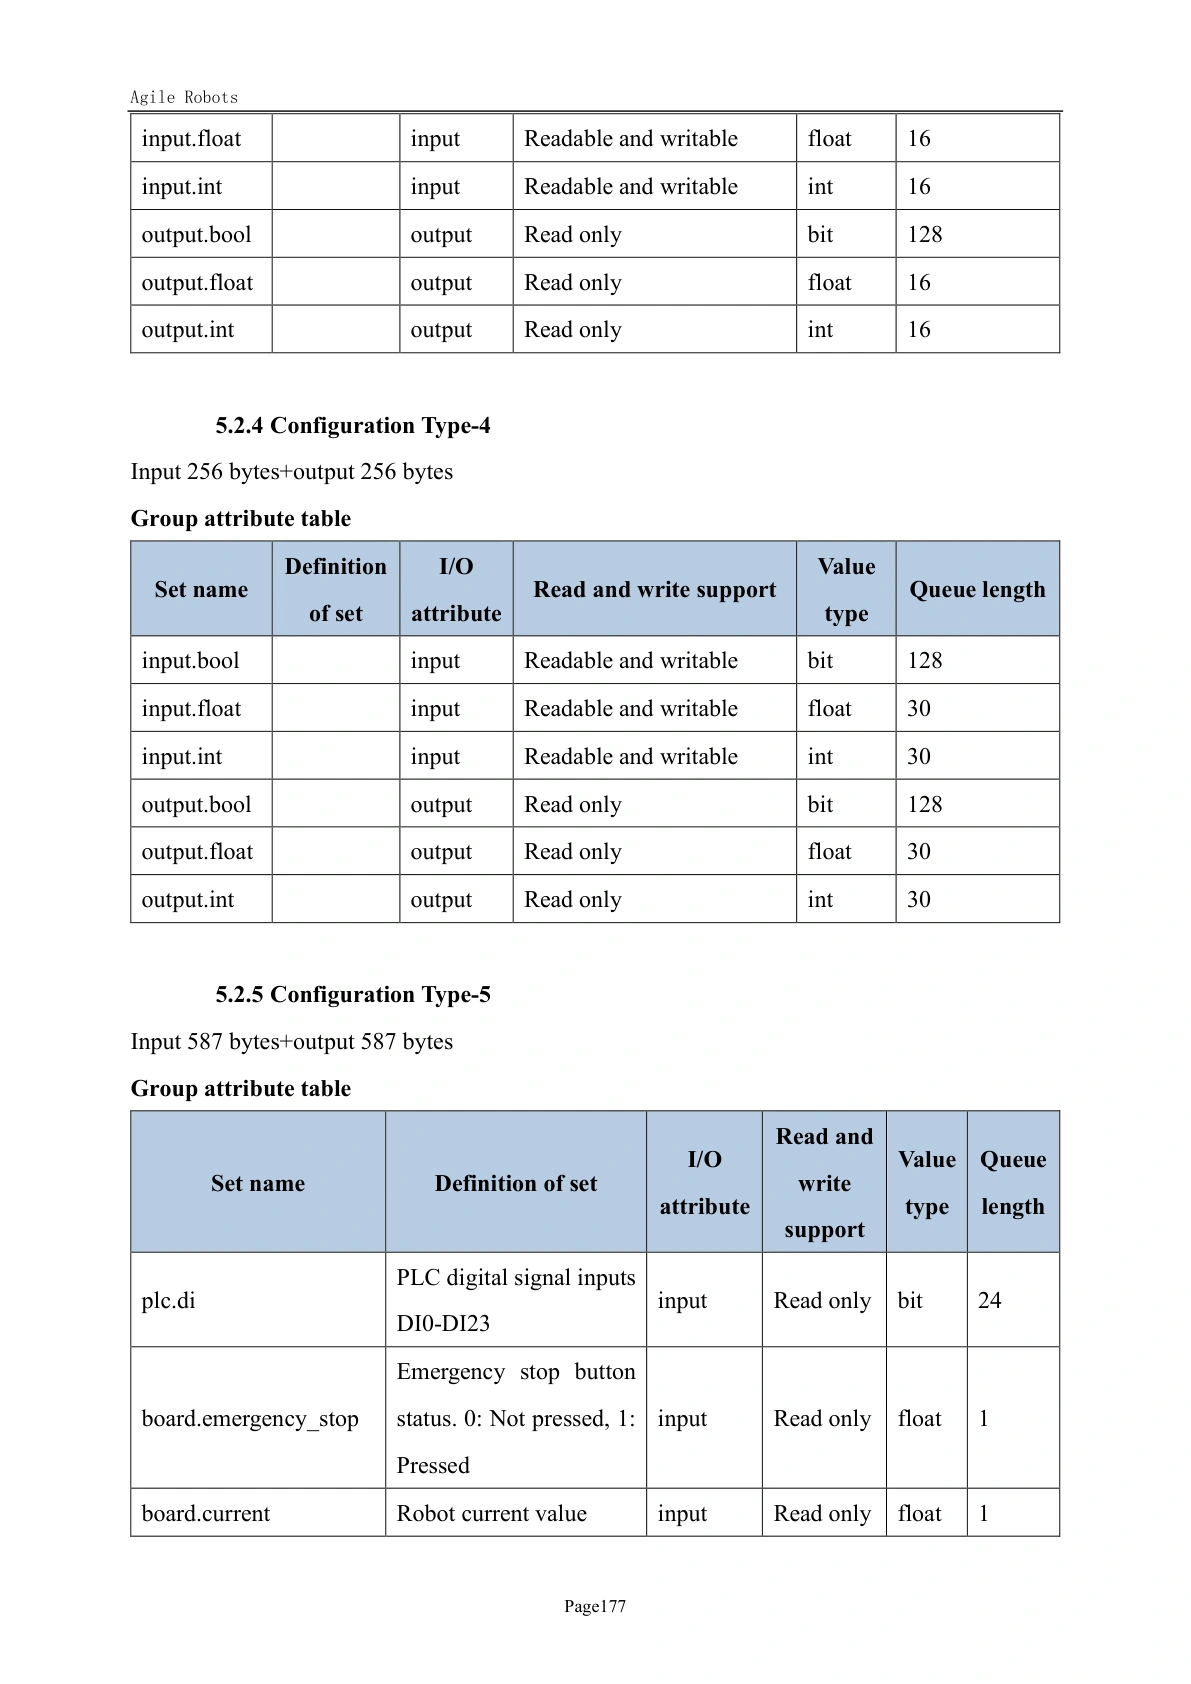 Agile Robots
input.float input Readable and writable float 16
input.int input Readable and writable int 16
output.bool output Read only bit 128
output.float output Read only float 16
output.int output Read only int 16
5.2.4 Configuration Type-4
Input 256 bytes+output 256 bytes
Group attribute table
Set name Definition of set I/O attribute Read and write support Value type Queue length
input.bool input Readable and writable bit 128
input.float input Readable and writable float 30
input.int input Readable and writable int 30
output.bool output Read only bit 128
output.float output Read only float 30
output.int output Read only int 30
5.2.5 Configuration Type-5
Input 587 bytes+output 587 bytes
Group attribute table
Set name Definition of set I/O attribute Read and write support Value type Queue length
plc.di PLC digital signal inputs DI0-DI23 input Read only bit 24
board.emergency_stop Emergency stop button status. 0: Not pressed, 1: Pressed input Read only float 1
board.current Robot current value input Read only float 1
Page177